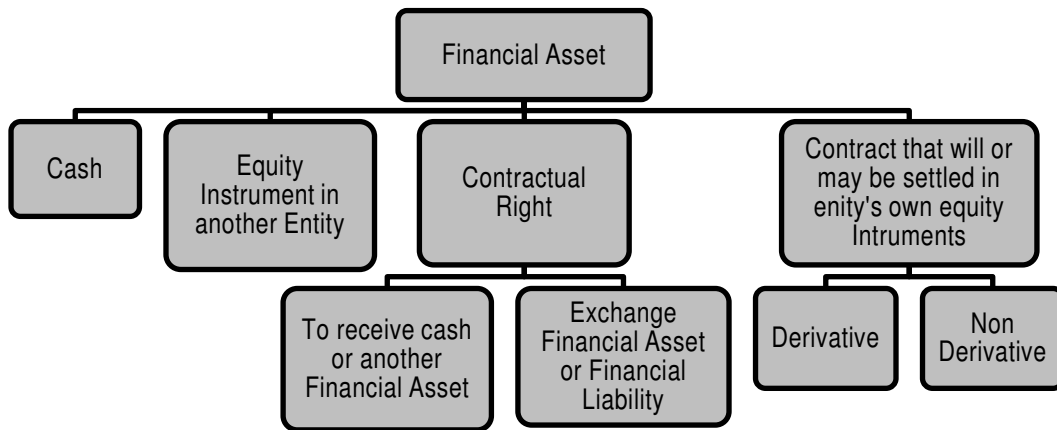 Financial Asset
Cash
Equity
Instrument in
another Entity
Contractual
Right
Contract that will or
may be settled in
enity's own equity
Intruments
To receive cash
or another
Financial Asset
Exchange
Financial Asset
or Financial
Liability
Derivative
Non
Derivative